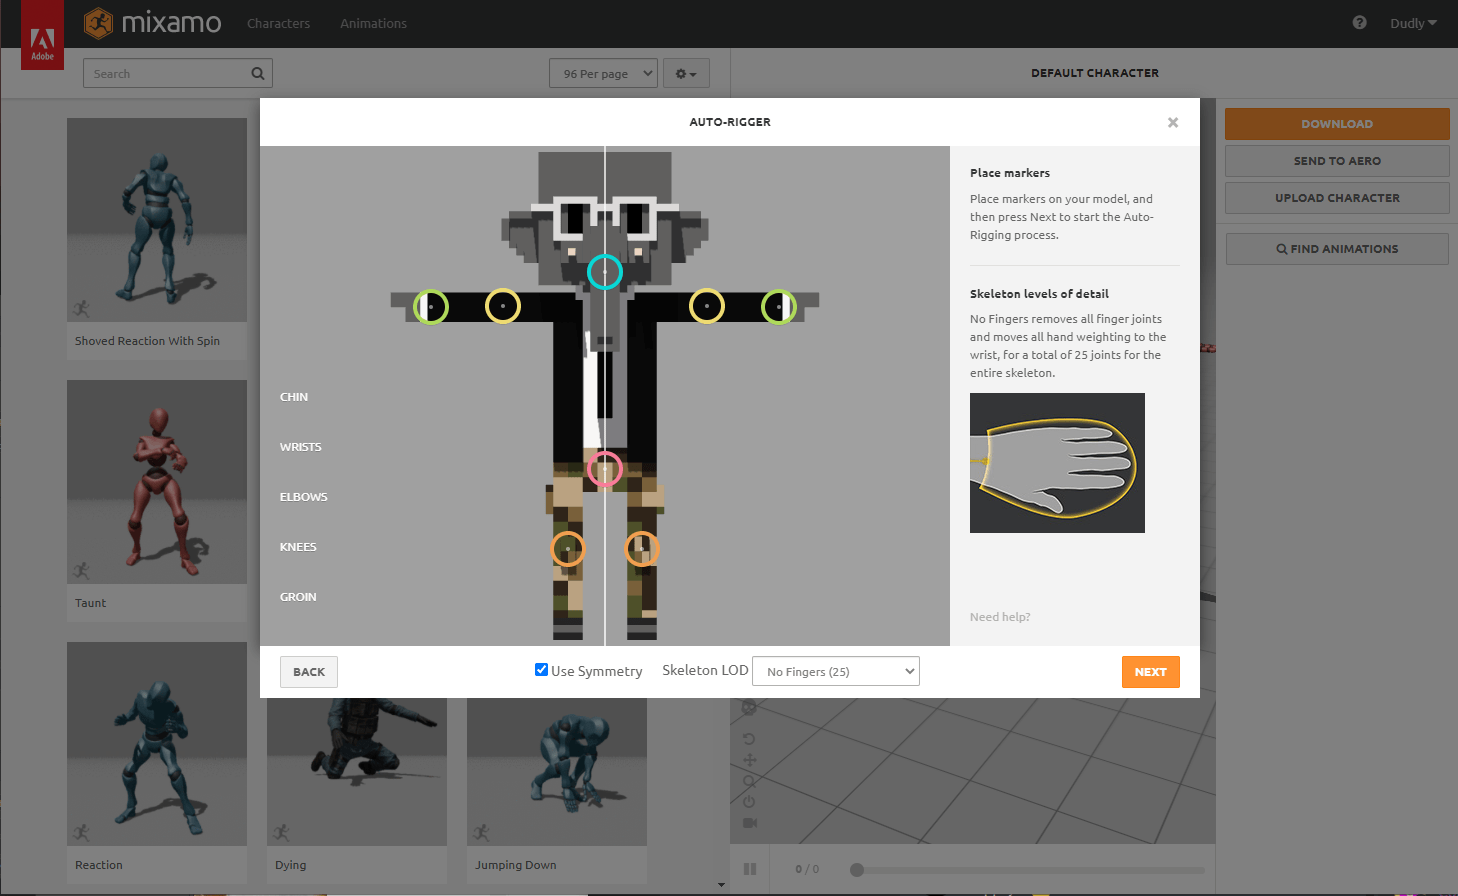 Adobe
mixamo
Characters
Animations
Dudly
Search
96 Per page
DEFAULT CHARACTER
AUTO-RIGGER
×
DOWNLOAD
SEND TO AERO
UPLOAD CHARACTER
FIND ANIMATIONS
Place markers
Place markers on your model, and
then press Next to start the Auto-
Rigging process.
Skeleton levels of detail
No Fingers removes all finger joints
and moves all hand weighting to the
wrist, for a total of 25 joints for the
entire skeleton.
Need help?
CHIN
WRISTS
ELBOWS
KNEES
GROIN
BACK
Use Symmetry
Skeleton LOD
No Fingers (25)
NEXT
Shoved Reaction With Spin
Taunt
Reaction
Dying
Jumping Down
0 / 0